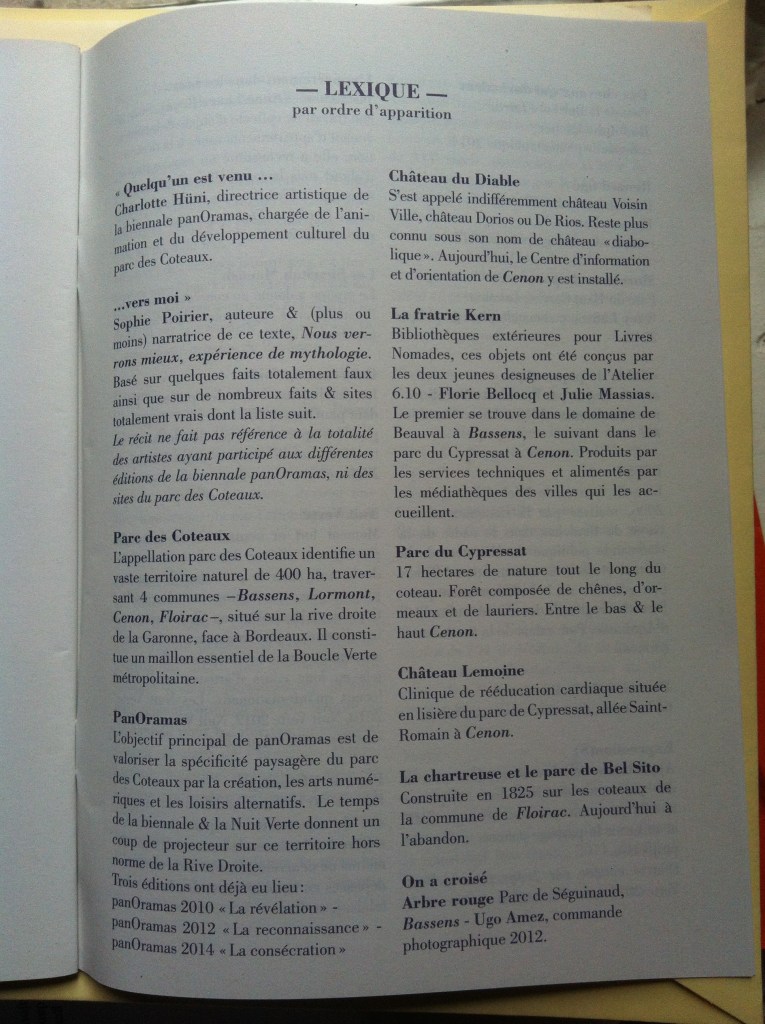 — LEXIQUE —
par ordre d'apparition
« Quelqu'un est venu ...
Charlotte Hüni, directrice artistique de
la biennale panOramas, chargée de l'ani-
mation et du développement culturel du
parc des Coteaux.
...vers moi »
Sophie Poirier, auteure & (plus ou
moins) narratrice de ce texte, Nous ver-
rons mieux, expérience de mythologie.
Basé sur quelques faits totalement faux
ainsi que sur de nombreux faits & sites
totalement vrais dont la liste suit.
Le récit ne fait pas référence à la totalité
des artistes ayant participé aux différentes
éditions de la biennale panOramas, ni des
sites du parc des Coteaux.
Parc des Coteaux
L'appellation parc des Coteaux identifie un
vaste territoire naturel de 400 ha, traver-
sant 4 communes –Bassens, Lormont,
Cenon, Floirac–, situé sur la rive droite
de la Garonne, face à Bordeaux. Il consti-
tue un maillon essentiel de la Boucle Verte
métropolitaine.
PanOramas
L'objectif principal de panOramas est de
valoriser la spécificité paysagère du parc
des Coteaux par la création, les arts numé-
riques et les loisirs alternatifs. Le temps
de la biennale & la Nuit Verte donnent un
coup de projecteur sur ce territoire hors
norme de la Rive Droite.
Trois éditions ont déjà eu lieu :
panOramas 2010 « La révélation » -
panOramas 2012 « La reconnaissance » -
panOramas 2014 « La consécration »
Château du Diable
S'est appelé indifféremment château Voisin
Ville, château Dorios ou De Rios. Reste plus
connu sous son nom de château « diabo-
lique ». Aujourd'hui, le Centre d'information
et d'orientation de Cenon y est installé.
La fratrie Kern
Bibliothèques extérieures pour Livres
Nomades, ces objets ont été conçus par
les deux jeunes designeuses de l'Atelier
6.10 - Florie Bellocq et Julie Massias.
Le premier se trouve dans le domaine de
Beauval à Bassens, le suivant dans le
parc du Cypressat à Cenon. Produits par
les services techniques et alimentés par
les médiathèques des villes qui les ac-
cueillent.
Parc du Cypressat
17 hectares de nature tout le long du
coteau. Forêt composée de chênes, d'or-
meaux et de lauriers. Entre le bas & le
haut Cenon.
Château Lemoine
Clinique de rééducation cardiaque située
en lisière du parc de Cypressat, allée Saint-
Romain à Cenon.
La chartreuse et le parc de Bel Sito
Construite en 1825 sur les coteaux de
la commune de Floirac. Aujourd'hui à
l'abandon.
On a croisé
Arbre rouge Parc de Séguinaud,
Bassens - Ugo Amez, commande
photographique 2012.